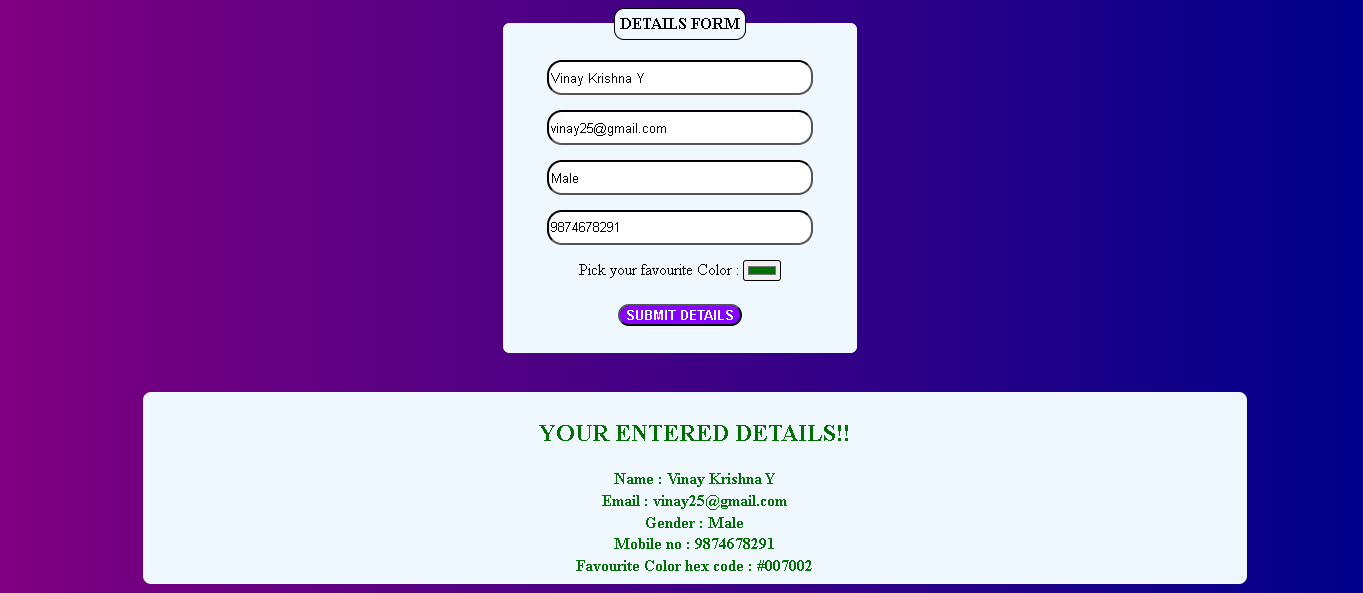 DETAILS FORM
Vinay Krishna Y
vinay25@gmail.com
Male
9874678291
Pick your favourite Color :
SUBMIT DETAILS
YOUR ENTERED DETAILS!!
Name : Vinay Krishna Y
Email : vinay25@gmail.com
Gender : Male
Mobile no : 9874678291
Favourite Color hex code : #007002